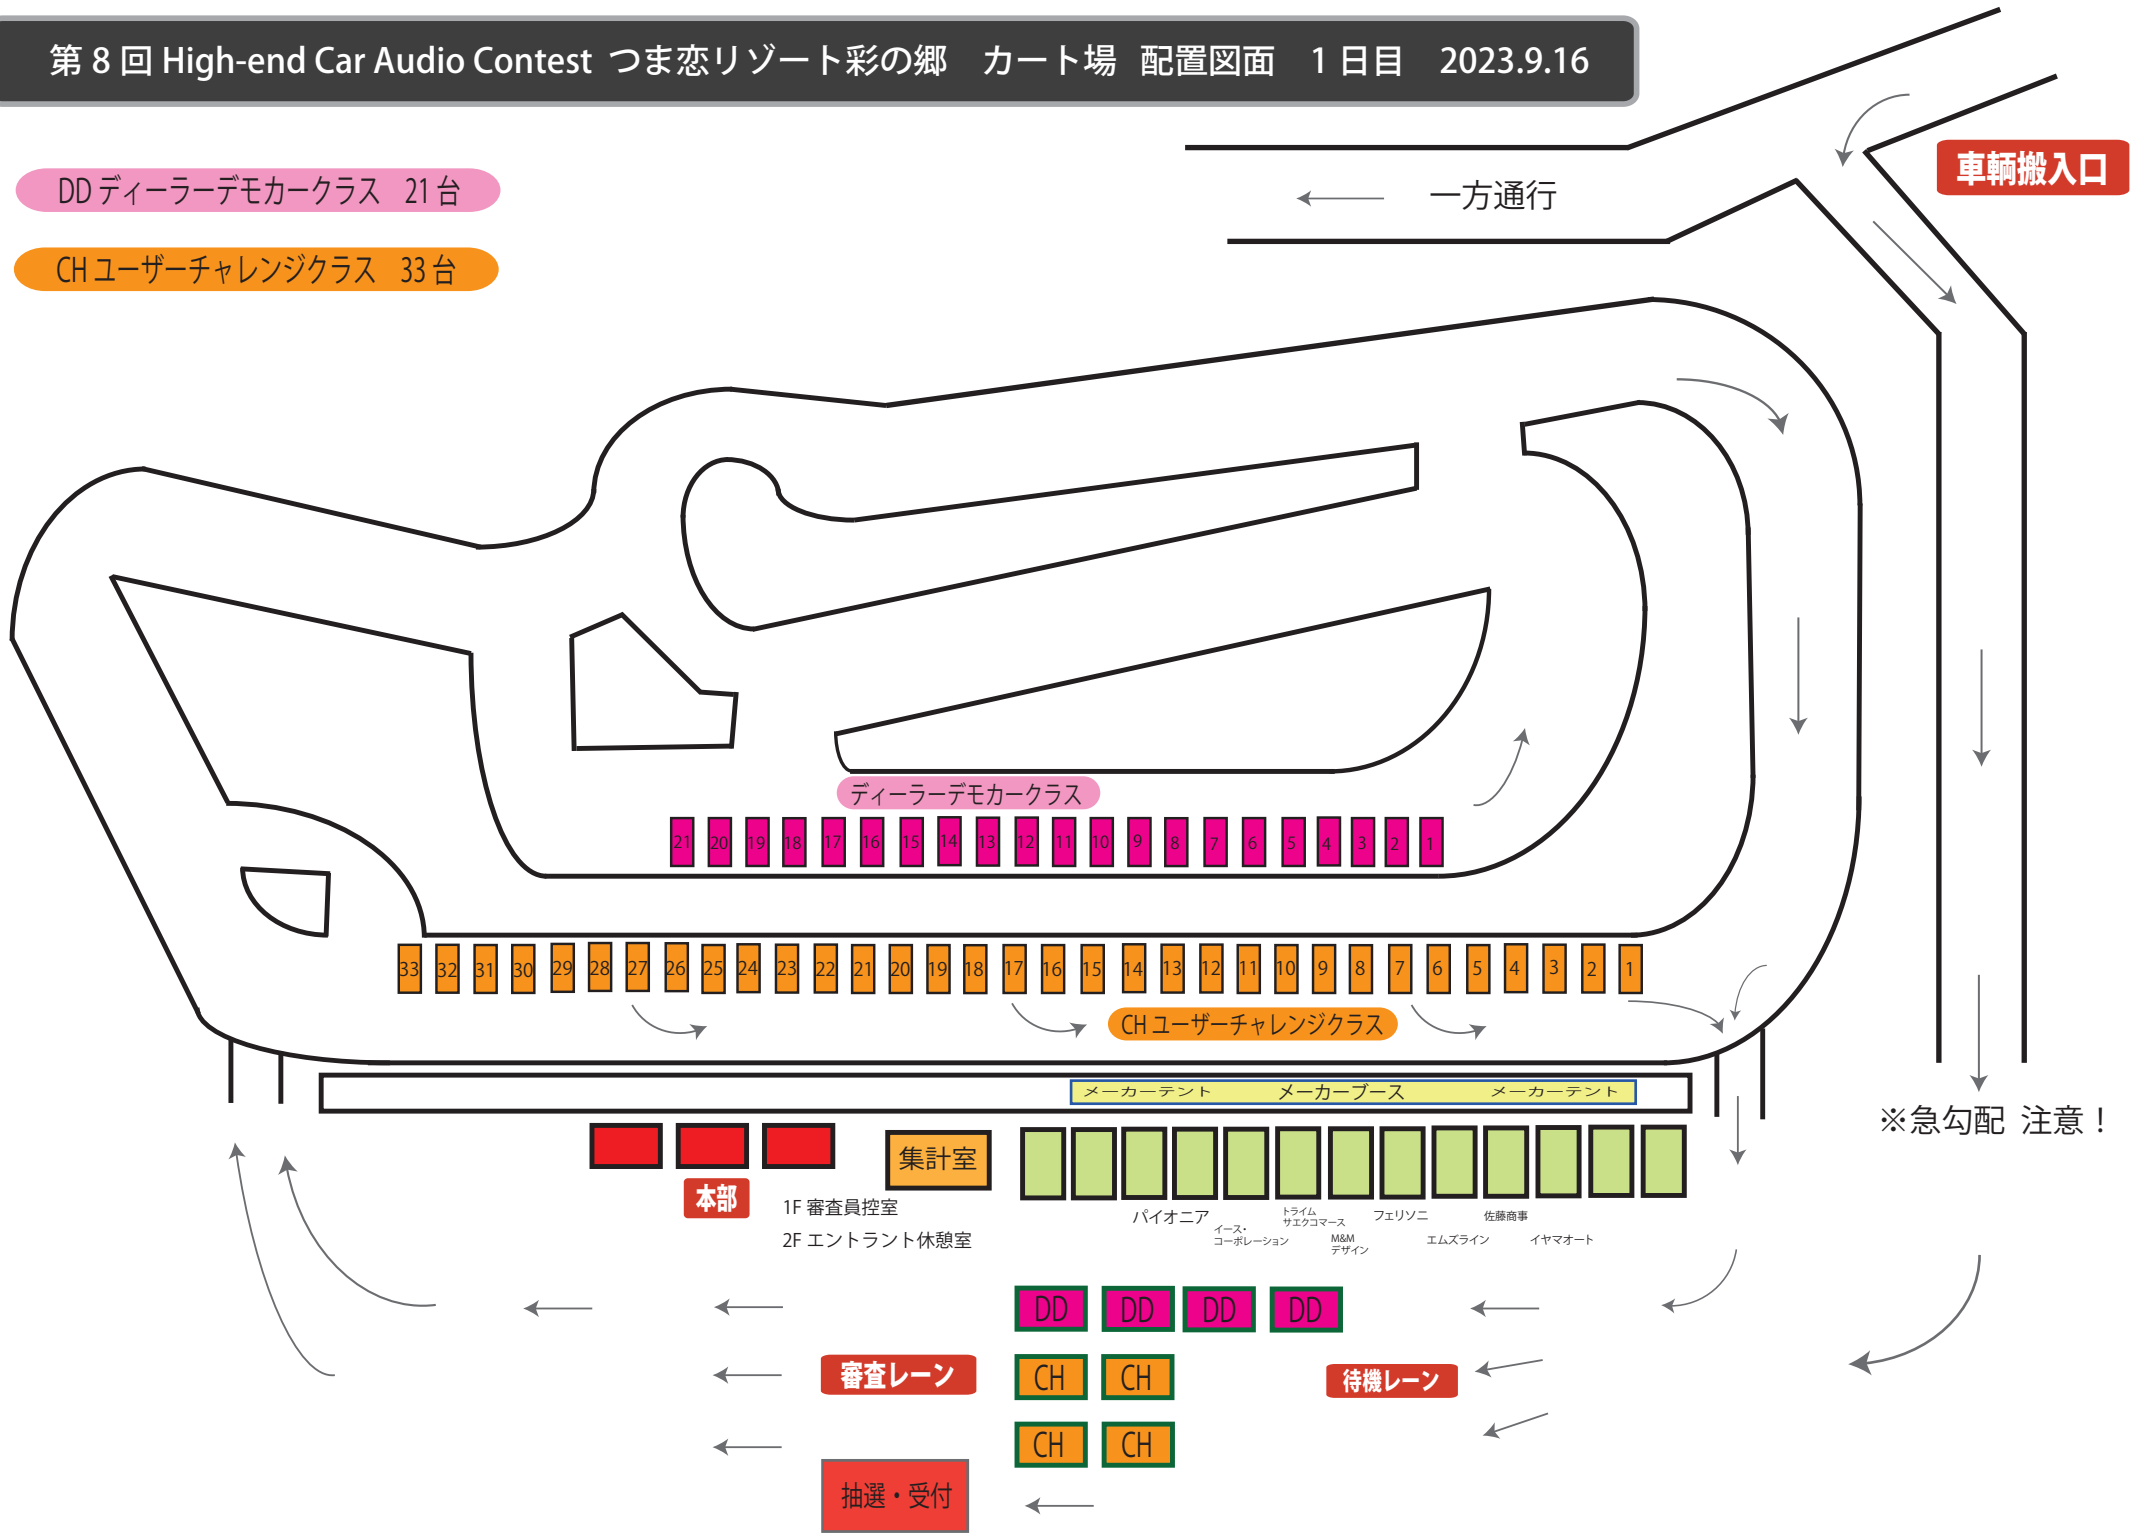 第 8 回 High-end Car Audio Contest つま恋リゾート彩の郷　カート場 配置図面　1 日目　2023.9.16
車輌搬入口
一方通行
DD ディーラーデモカークラス　21 台
CH ユーザーチャレンジクラス　33 台
ディーラーデモカークラス
21 20 19 18 17 16 15 14 13 12 11 10 9 8 7 6 5 4 3 2 1
33 32 31 30 29 28 27 26 25 24 23 22 21 20 19 18 17 16 15 14 13 12 11 10 9 8 7 6 5 4 3 2 1
CH ユーザーチャレンジクラス
メーカーテント メーカーブース メーカーテント
※急勾配 注意！
集計室
本部
1F 審査員控室
2F エントラント休憩室
パイオニア
イース・
コーポレーション
トライム
サエクコマース
M&M
デザイン
フェリソニ
エムズライン
佐藤商事
イヤマオート
DD DD DD DD
審査レーン
CH CH
待機レーン
CH CH
抽選・受付